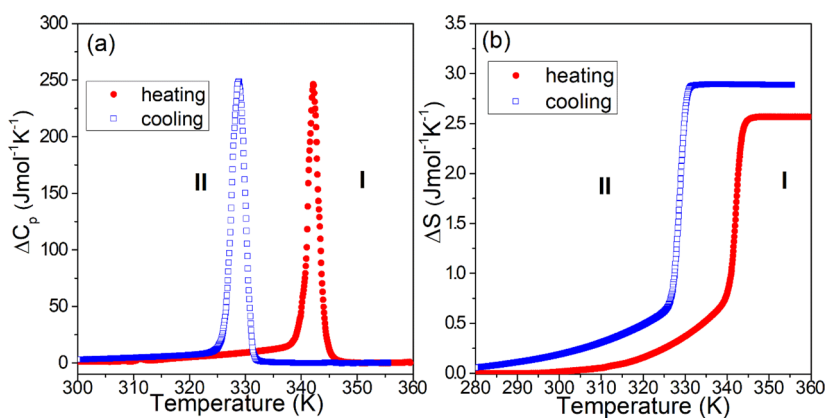 (a)
heating
cooling
II
I
ΔCp (Jmol⁻¹K⁻¹)
300
250
200
150
100
50
0
300 310 320 330 340 350 360
Temperature (K)
(b)
heating
cooling
II
I
ΔS (Jmol⁻¹K⁻¹)
3.5
3.0
2.5
2.0
1.5
1.0
0.5
0.0
280 290 300 310 320 330 340 350 360
Temperature (K)